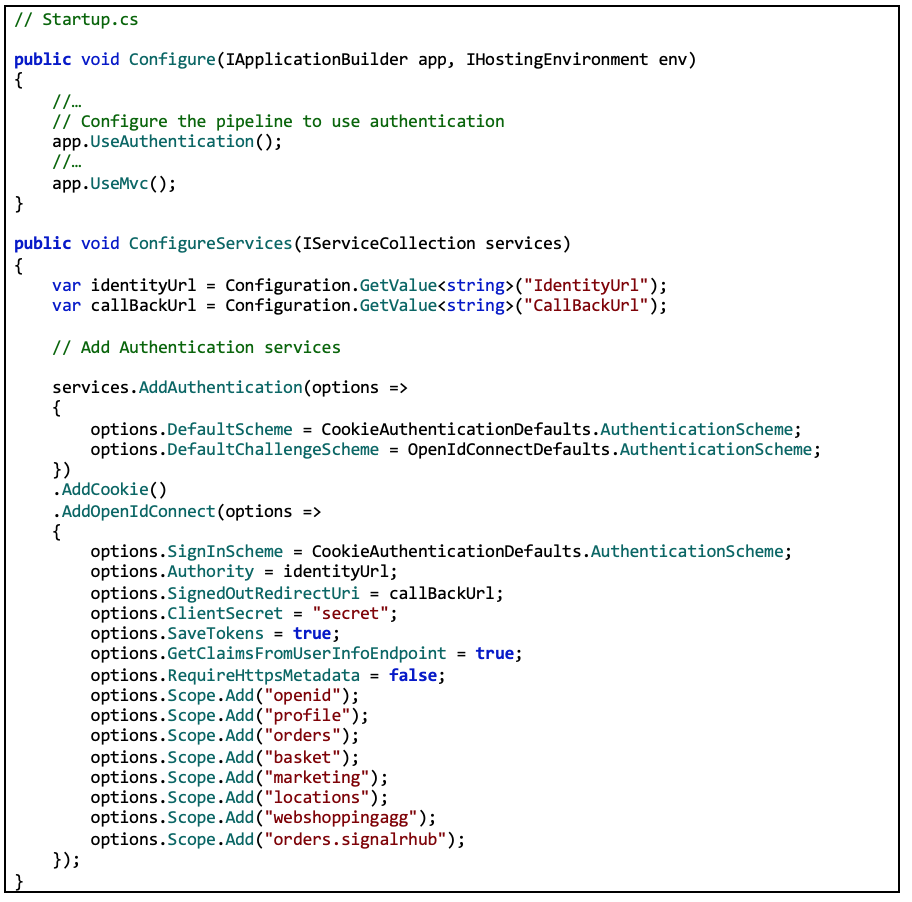 // Startup.cs
public void Configure(IApplicationBuilder app, IHostingEnvironment env)
{
//…
// Configure the pipeline to use authentication
app.UseAuthentication();
//…
app.UseMvc();
}
public void ConfigureServices(IServiceCollection services)
{
var identityUrl = Configuration.GetValue<string>("IdentityUrl");
var callBackUrl = Configuration.GetValue<string>("CallBackUrl");
// Add Authentication services
services.AddAuthentication(options =>
{
options.DefaultScheme = CookieAuthenticationDefaults.AuthenticationScheme;
options.DefaultChallengeScheme = OpenIdConnectDefaults.AuthenticationScheme;
})
.AddCookie()
.AddOpenIdConnect(options =>
{
options.SignInScheme = CookieAuthenticationDefaults.AuthenticationScheme;
options.Authority = identityUrl;
options.SignedOutRedirectUri = callBackUrl;
options.ClientSecret = "secret";
options.SaveTokens = true;
options.GetClaimsFromUserInfoEndpoint = true;
options.RequireHttpsMetadata = false;
options.Scope.Add("openid");
options.Scope.Add("profile");
options.Scope.Add("orders");
options.Scope.Add("basket");
options.Scope.Add("marketing");
options.Scope.Add("locations");
options.Scope.Add("webshoppingagg");
options.Scope.Add("orders.signalrhub");
});
}